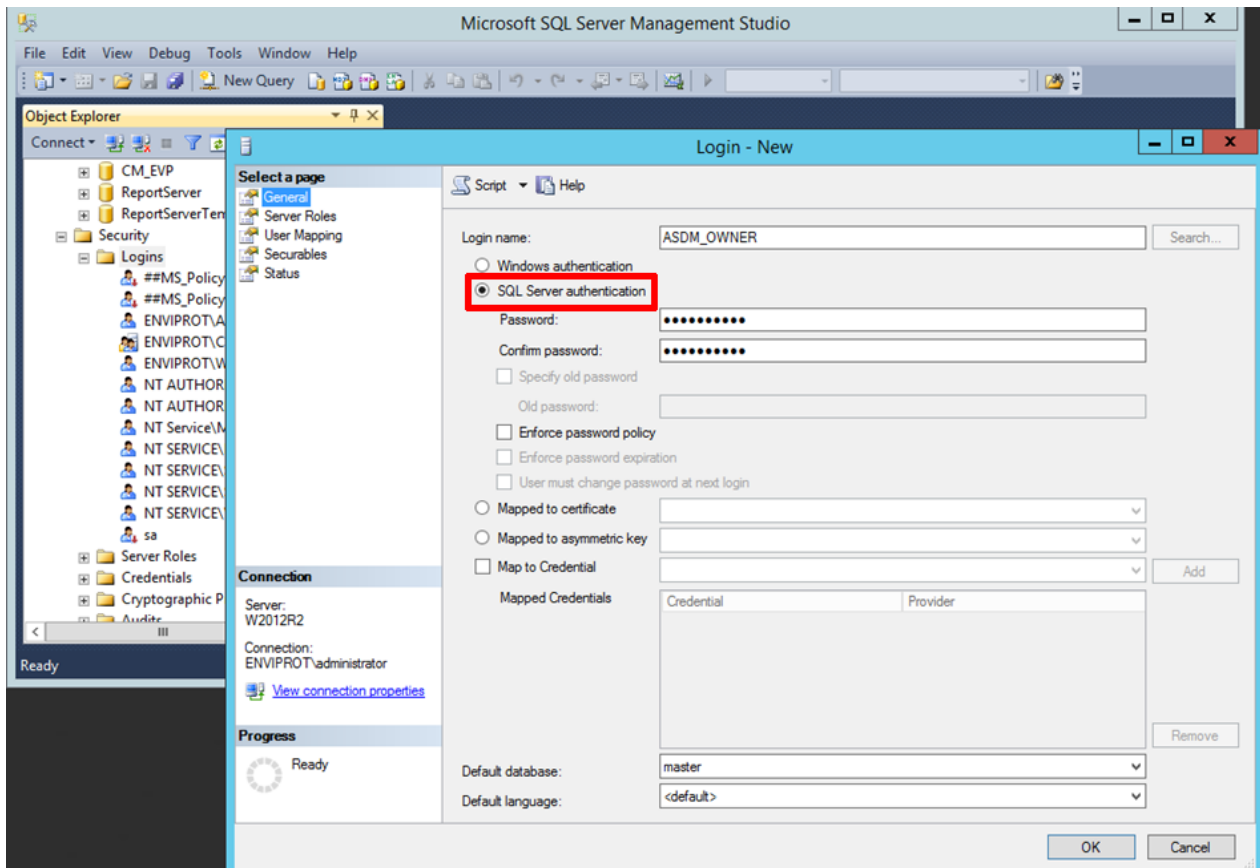 Microsoft SQL Server Management Studio
File Edit View Debug Tools Window Help
New Query
Object Explorer
Connect
CM_EVP
ReportServer
ReportServerTem
Security
Logins
##MS_Policy
##MS_Policy
ENVIPROT\A
ENVIPROT\C
ENVIPROT\W
NT AUTHOR
NT AUTHOR
NT Service\M
NT SERVICE\
NT SERVICE\
NT SERVICE\
NT SERVICE\
sa
Server Roles
Credentials
Cryptographic P
Audits
Ready
Login - New
Select a page
General
Server Roles
User Mapping
Securables
Status
Connection
Server:
W2012R2
Connection:
ENVIPROT\administrator
View connection properties
Progress
Ready
Script Help
Login name: ASDM_OWNER Search...
Windows authentication
SQL Server authentication
Password: ●●●●●●●●●●
Confirm password: ●●●●●●●●●●
Specify old password
Old password:
Enforce password policy
Enforce password expiration
User must change password at next login
Mapped to certificate
Mapped to asymmetric key
Map to Credential Add
Mapped Credentials Credential Provider
Remove
Default database: master
Default language: <default>
OK Cancel